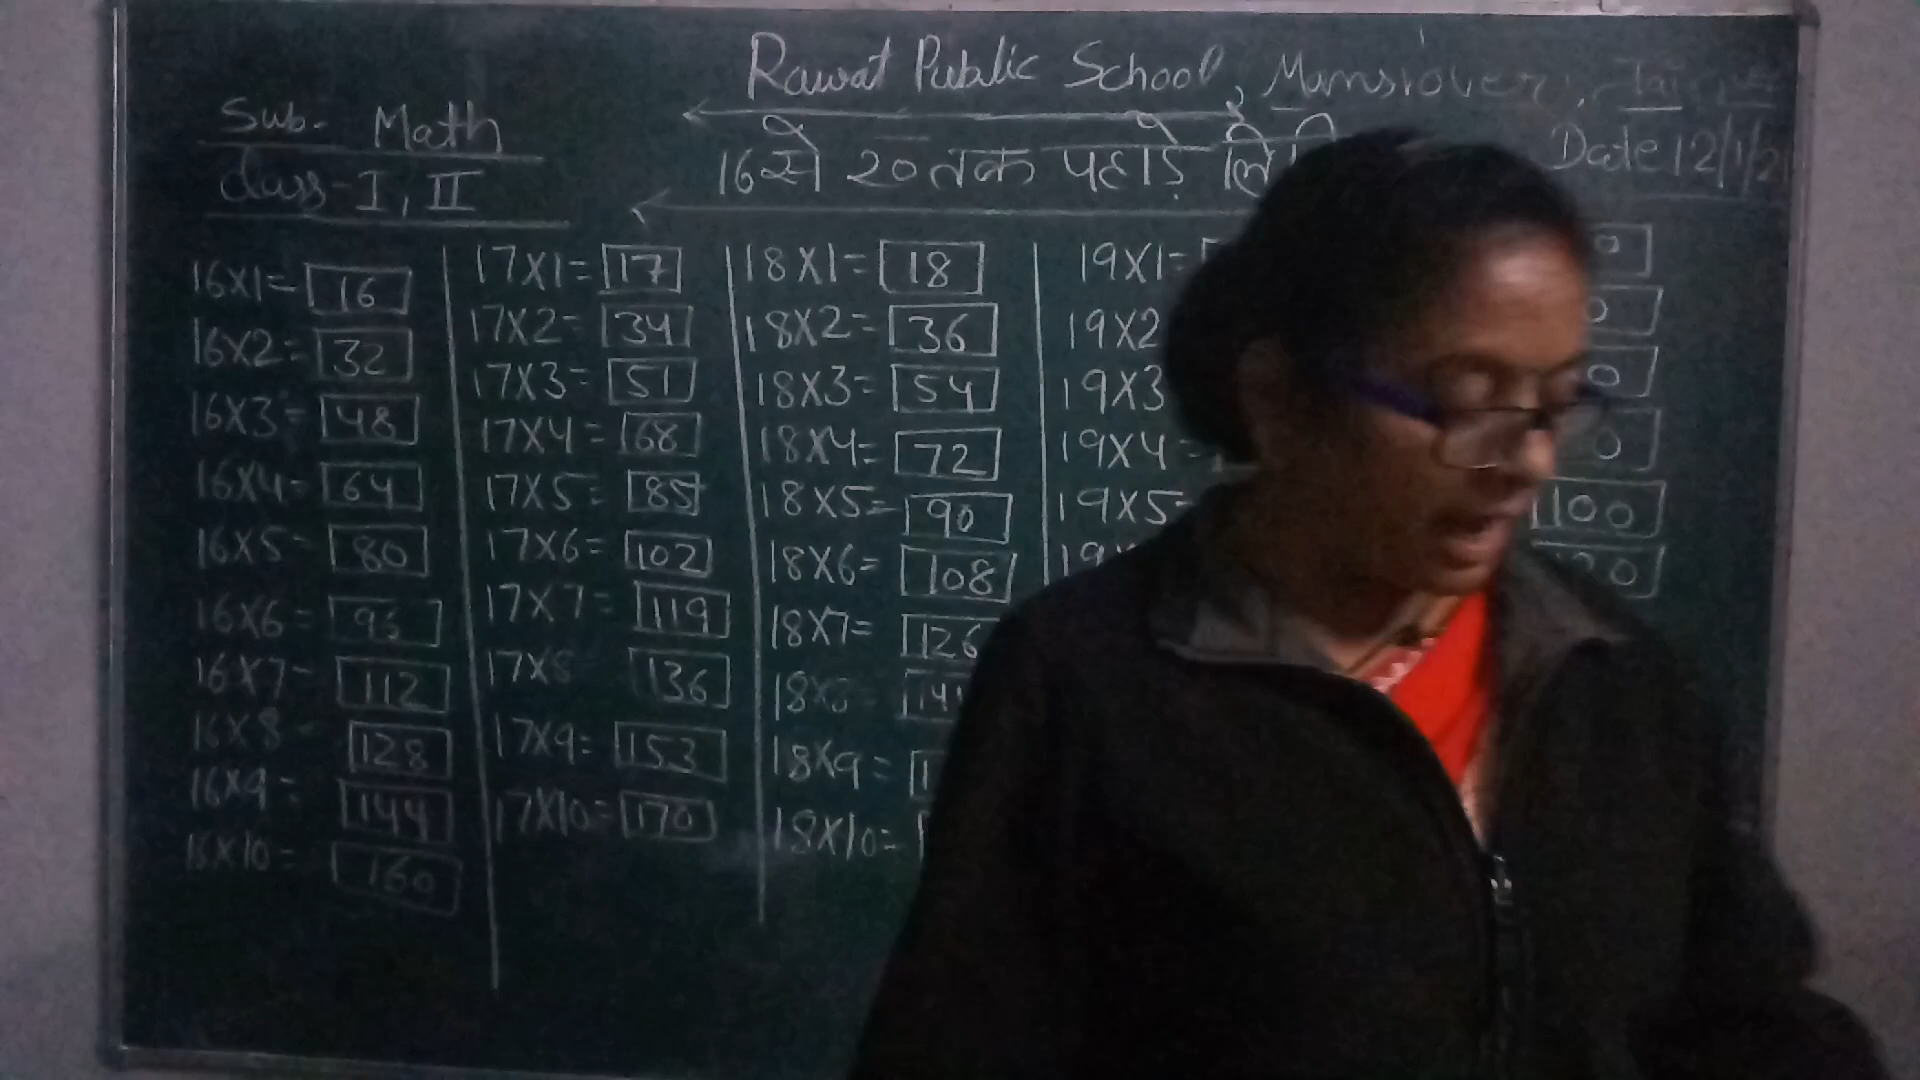 Rawat Public School, Mansrover,
Sub- Math
Date 12/1/21
Class-I, II
16 से 20 तक पहाड़े
16X1= 16
16X2= 32
16X3= 48
16X4= 64
16X5= 80
16X6= 96
16X7= 112
16X8= 128
16X9= 144
16X10= 160
17X1= 17
17X2= 34
17X3= 51
17X4= 68
17X5= 85
17X6= 102
17X7= 119
17X8 136
17X9= 153
17X10= 170
18X1= 18
18X2= 36
18X3= 54
18X4= 72
18X5= 90
18X6= 108
18X7= 126
18X8=
18X9=
18X10=
19X1=
19X2
19X3
19X4=
19X5=
100